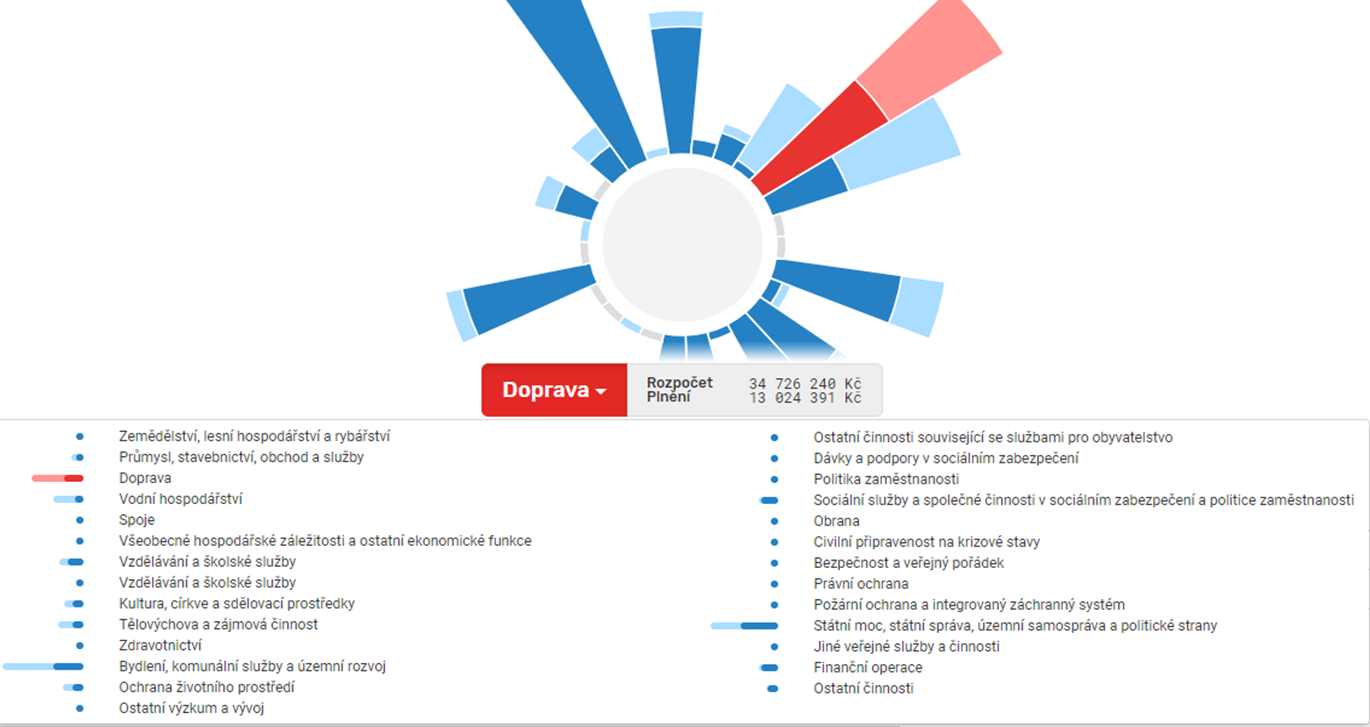 Doprava
Rozpočet 34 726 240 Kč
Plnění 13 024 391 Kč
Zemědělství, lesní hospodářství a rybářství
Průmysl, stavebnictví, obchod a služby
Doprava
Vodní hospodářství
Spoje
Všeobecné hospodářské záležitosti a ostatní ekonomické funkce
Vzdělávání a školské služby
Vzdělávání a školské služby
Kultura, církve a sdělovací prostředky
Tělovýchova a zájmová činnost
Zdravotnictví
Bydlení, komunální služby a územní rozvoj
Ochrana životního prostředí
Ostatní výzkum a vývoj
Ostatní činnosti související se službami pro obyvatelstvo
Dávky a podpory v sociálním zabezpečení
Politika zaměstnanosti
Sociální služby a společné činnosti v sociálním zabezpečení a politice zaměstnanosti
Obrana
Civilní připravenost na krizové stavy
Bezpečnost a veřejný pořádek
Právní ochrana
Požární ochrana a integrovaný záchranný systém
Státní moc, státní správa, územní samospráva a politické strany
Jiné veřejné služby a činnosti
Finanční operace
Ostatní činnosti